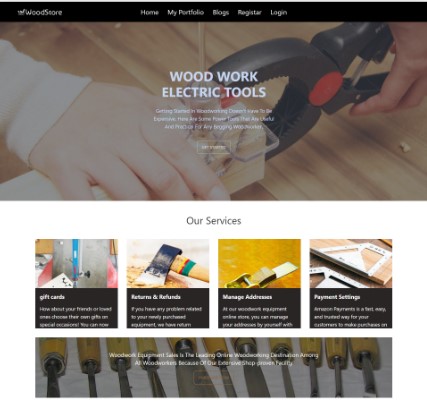 WoodStore
Home My Portfolio Blogs Registar Login
WOOD WORK
ELECTRIC TOOLS
Getting Started In Woodworking Doesn't Have To Be
Expensive. Here Are Some Power Tools That Are Useful
And Practical For Any Begging Woodworker.
Our Services
gift cards
How about your friends or loved
ones choose their own gifts on
special occasions! You can now
Returns & Refunds
If you have any problem related
to your newly purchased
equipment, we have return
Manage Addresses
At our woodwork equipment
online store, you can manage
your addresses by yourself with
Payment Settings
Amazon Payments is a fast, easy,
and trusted way for your
customers to make purchases on
Woodwork Equipment Sales Is The Leading Online Woodworking Destination Among
All Woodworkers Because Of Our Extensive Shop-proven Facility.